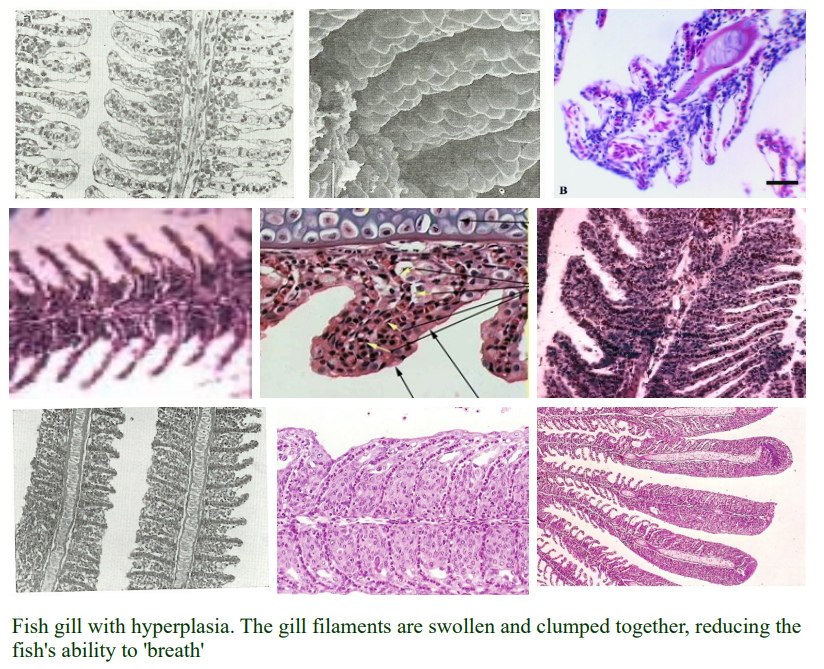 a
b
B
Fish gill with hyperplasia. The gill filaments are swollen and clumped together, reducing the
fish's ability to 'breath'